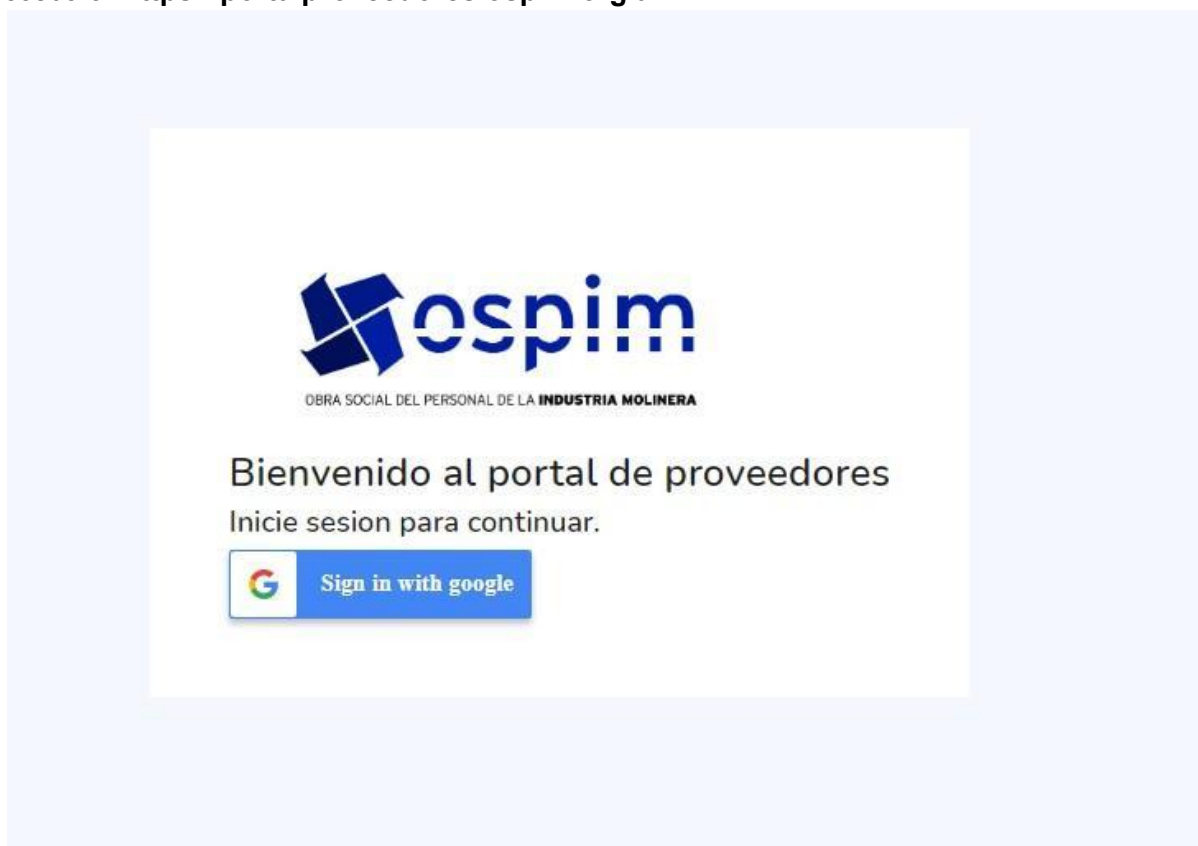 ospim
OBRA SOCIAL DEL PERSONAL DE LA INDUSTRIA MOLINERA
Bienvenido al portal de proveedores
Inicie sesion para continuar.
G Sign in with google